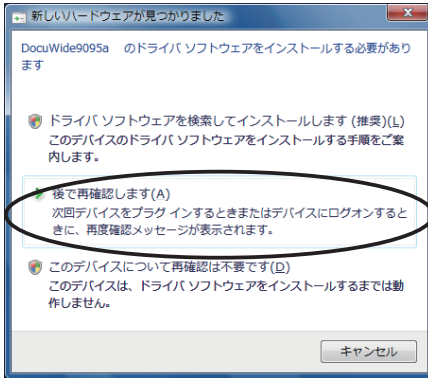 新しいハードウェアが見つかりました
DocuWide9095a のドライバ ソフトウェアをインストールする必要があり
ます
ドライバ ソフトウェアを検索してインストールします (推奨)(L)
このデバイスのドライバ ソフトウェアをインストールする手順をご案
内します。
後で再確認します(A)
次回デバイスをプラグ インするときまたはデバイスにログオンすると
きに、再度確認メッセージが表示されます。
このデバイスについて再確認は不要です(D)
このデバイスは、ドライバ ソフトウェアをインストールするまでは動
作しません。
キャンセル